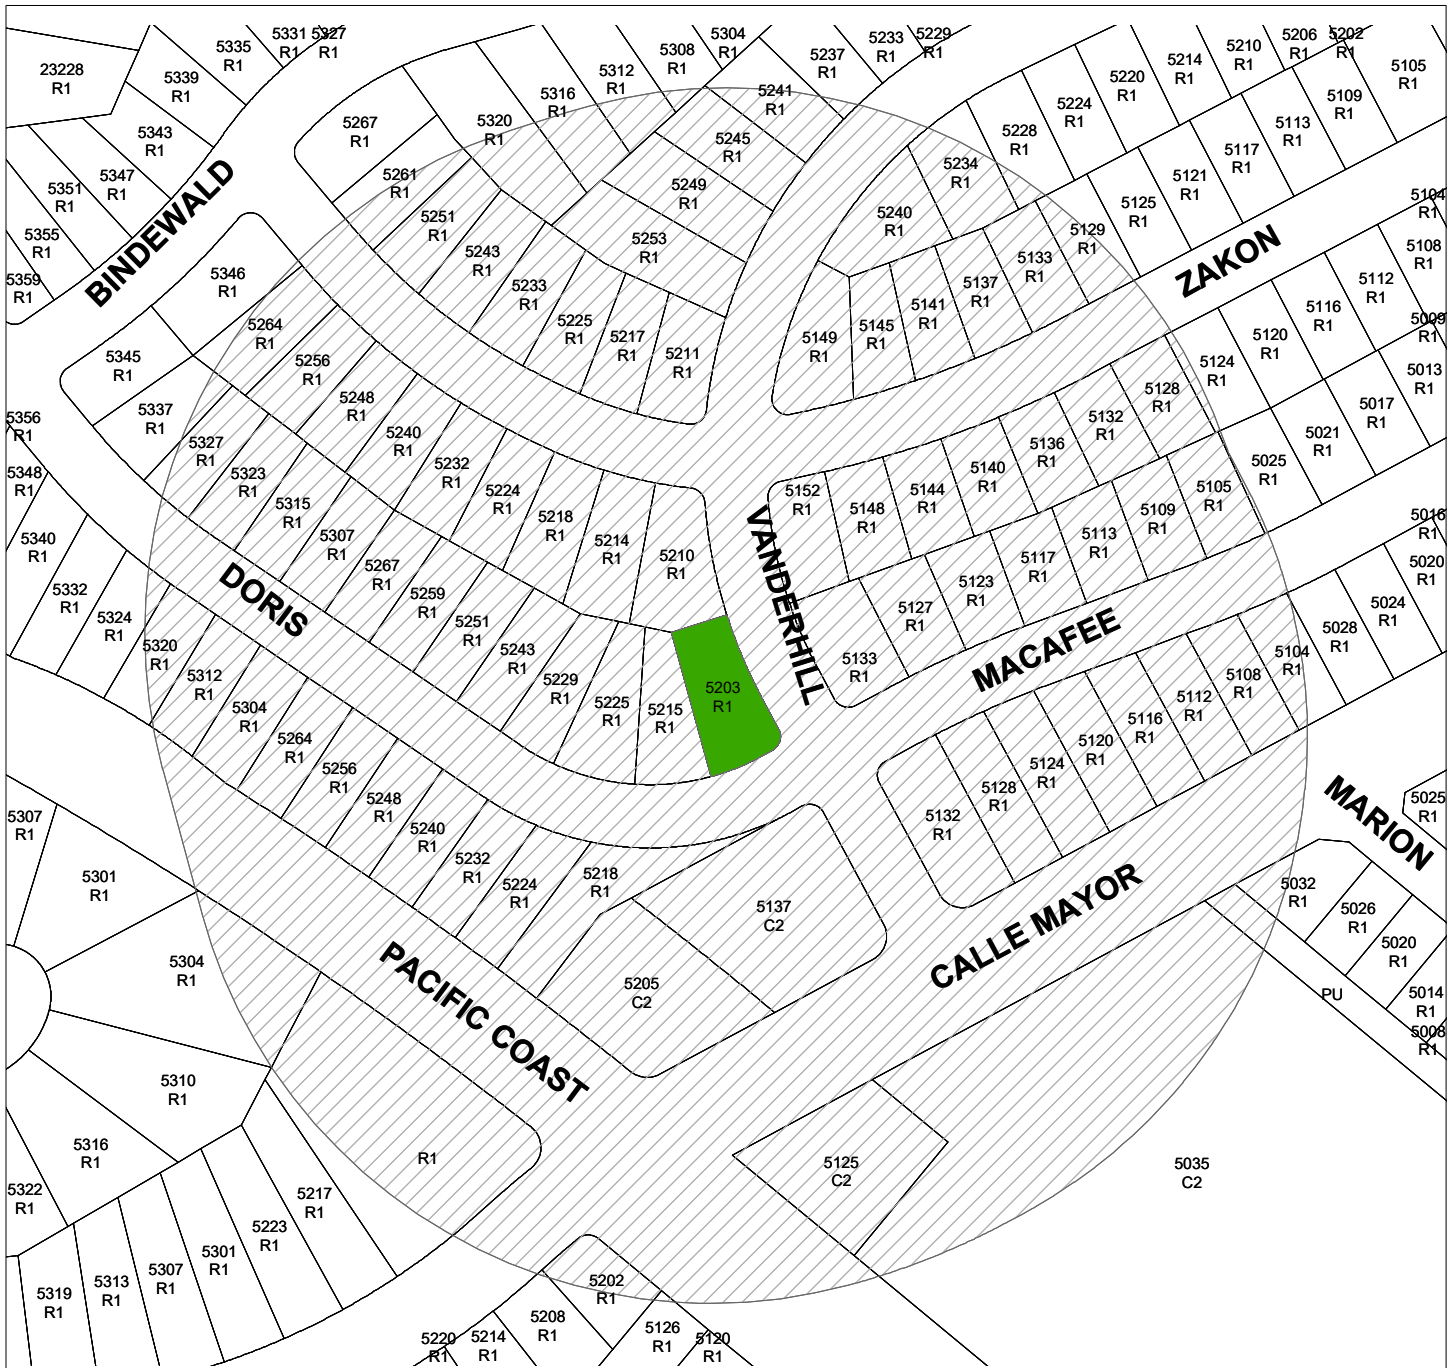 5331
R1
5327
R1
5335
R1
23228
R1
5339
R1
5343
R1
5347
R1
5351
R1
5355
R1
5359
R1
BINDEWALD
5304
R1
5308
R1
5312
R1
5316
R1
5320
R1
5267
R1
5261
R1
5251
R1
5243
R1
5233
R1
5225
R1
5217
R1
5211
R1
5233
R1
5229
R1
5237
R1
5241
R1
5245
R1
5249
R1
5253
R1
5206
R1
5202
R1
5210
R1
5214
R1
5220
R1
5224
R1
5228
R1
5234
R1
5240
R1
5105
R1
5109
R1
5113
R1
5117
R1
5121
R1
5125
R1
5129
R1
5133
R1
5137
R1
5141
R1
5145
R1
5149
R1
ZAKON
5104
R1
5108
R1
5112
R1
5116
R1
5120
R1
5124
R1
5128
R1
5132
R1
5136
R1
5140
R1
5144
R1
5148
R1
5152
R1
5009
R1
5013
R1
5017
R1
5021
R1
5025
R1
5105
R1
5109
R1
5113
R1
5117
R1
5123
R1
5127
R1
5133
R1
VANDERHILL
MACAFEE
5346
R1
5345
R1
5337
R1
5264
R1
5256
R1
5248
R1
5240
R1
5232
R1
5224
R1
5218
R1
5214
R1
5210
R1
5327
R1
5323
R1
5315
R1
5307
R1
5267
R1
5259
R1
5251
R1
5243
R1
5229
R1
5225
R1
5215
R1
5203
R1
DORIS
5356
R1
5348
R1
5340
R1
5332
R1
5324
R1
5320
R1
5312
R1
5304
R1
5264
R1
5256
R1
5248
R1
5240
R1
5232
R1
5224
R1
5218
R1
5137
C2
5205
C2
5016
R1
5020
R1
5024
R1
5028
R1
5104
R1
5108
R1
5112
R1
5116
R1
5120
R1
5124
R1
5128
R1
5132
R1
CALLE MAYOR
MARION
5025
R1
5032
R1
5026
R1
5020
R1
5014
R1
5008
R1
PU
PACIFIC COAST
5307
R1
5301
R1
5304
R1
5310
R1
5316
R1
5322
R1
5217
R1
5223
R1
5301
R1
5307
R1
5313
R1
5319
R1
R1
5125
C2
5035
C2
5202
R1
5208
R1
5214
R1
5220
R1
5126
R1
5120
R1